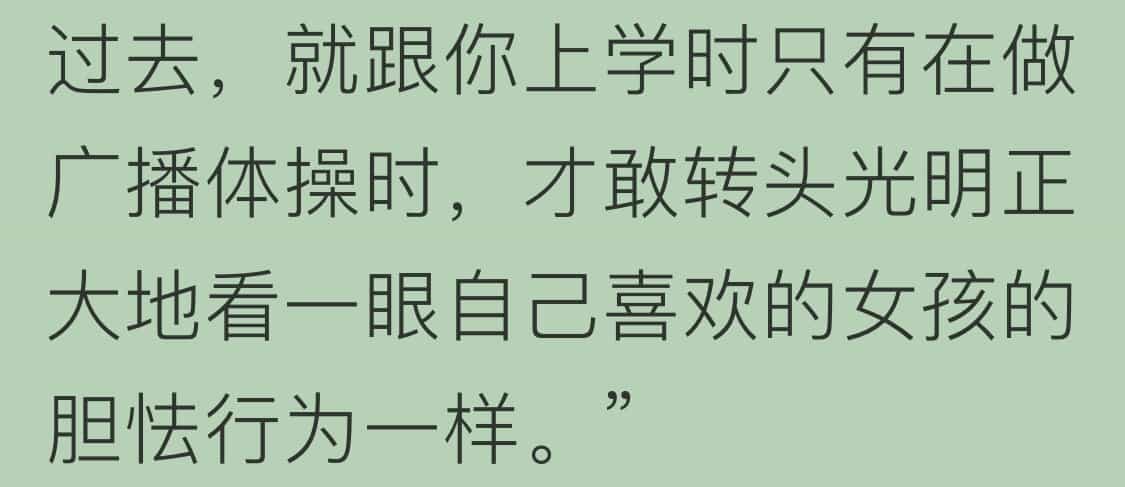 过去，就跟你上学时只有在做
广播体操时，才敢转头光明正
大地看一眼自己喜欢的女孩的
胆怯行为一样。”